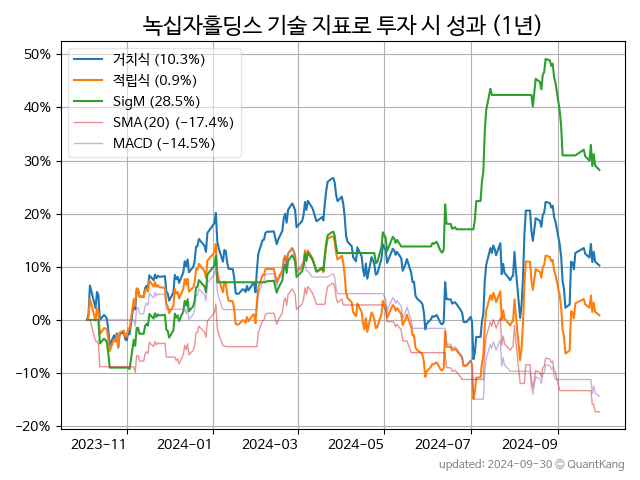 녹십자홀딩스 기술 지표로 투자 시 성과 (1년)
50%
40%
30%
20%
10%
0%
−10%
−20%
거치식 (10.3%)
적립식 (0.9%)
SigM (28.5%)
SMA(20) (−17.4%)
MACD (−14.5%)
2023-11 2024-01 2024-03 2024-05 2024-07 2024-09
updated: 2024-09-30 © QuantKang